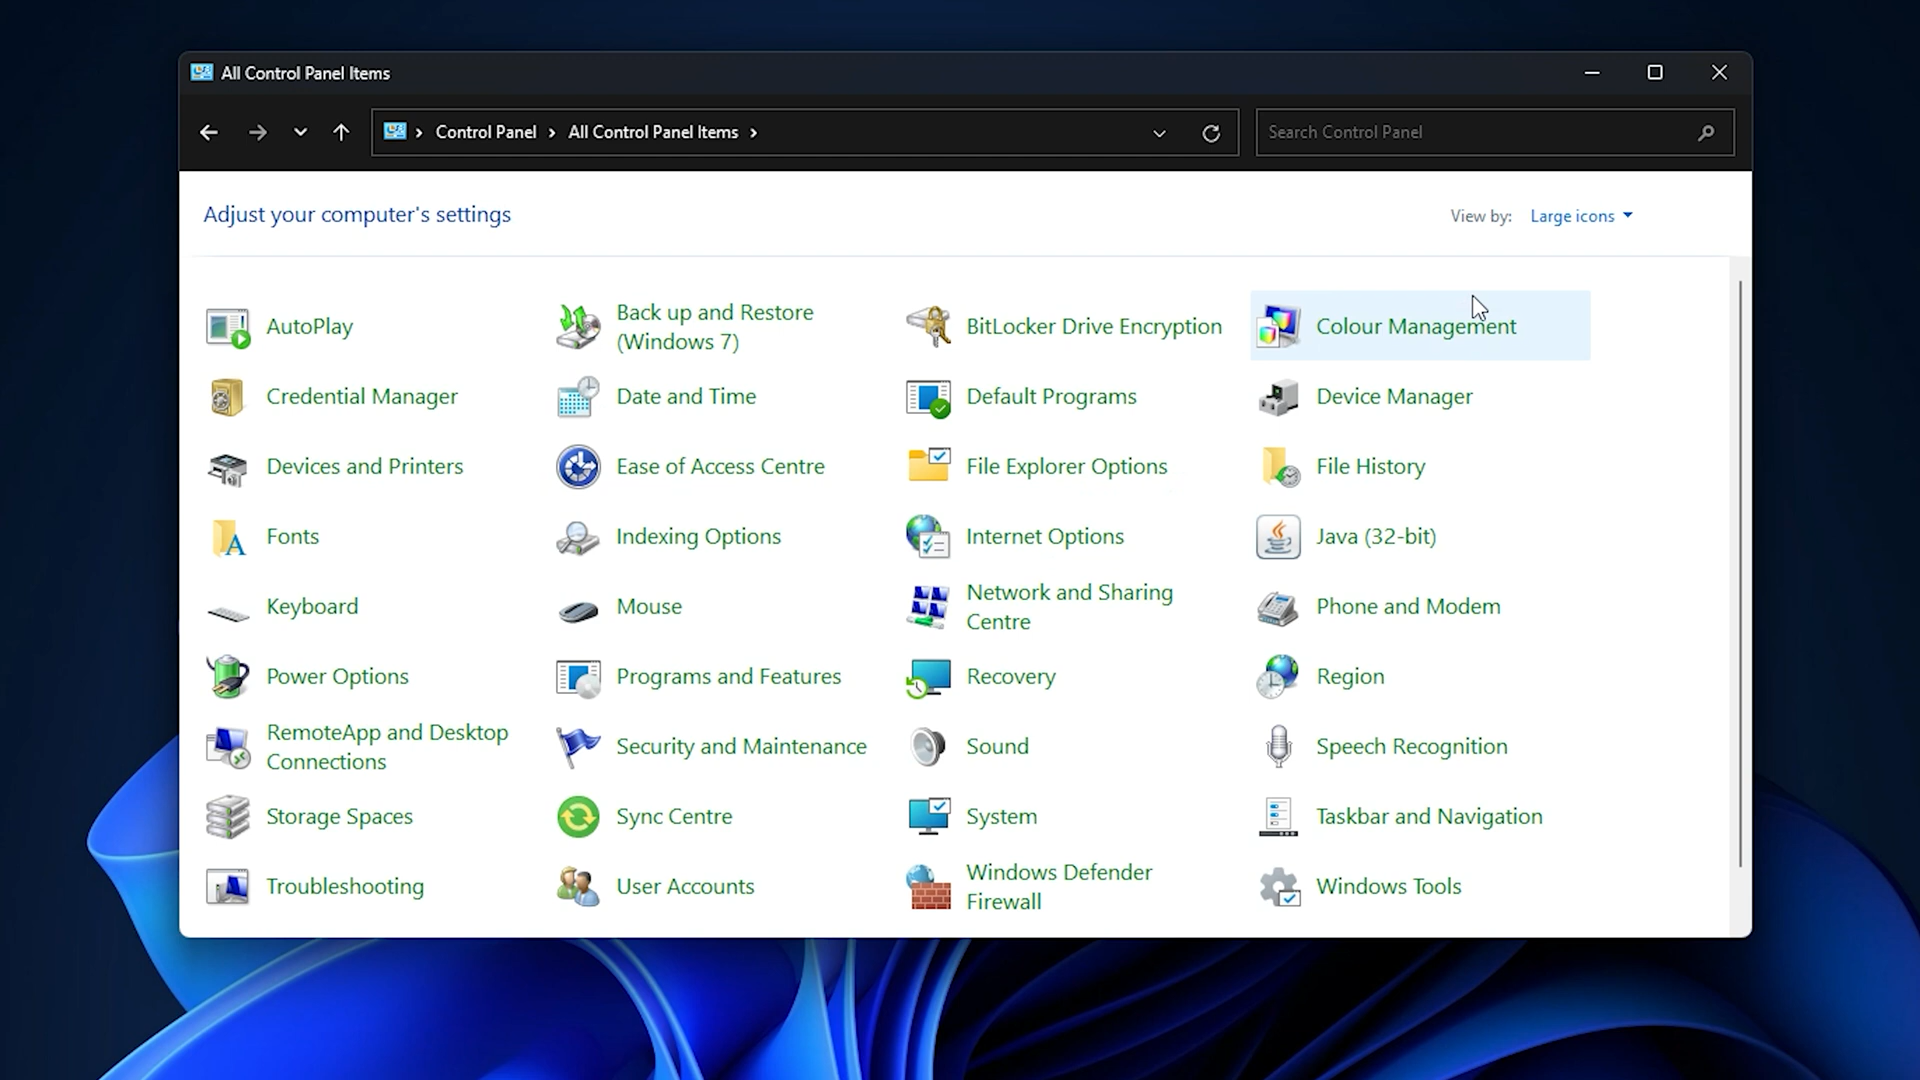 All Control Panel Items
Control Panel All Control Panel Items
Search Control Panel
Adjust your computer's settings
View by: Large icons
AutoPlay
Back up and Restore
(Windows 7)
BitLocker Drive Encryption
Colour Management
Credential Manager
Date and Time
Default Programs
Device Manager
Devices and Printers
Ease of Access Centre
File Explorer Options
File History
Fonts
Indexing Options
Internet Options
Java (32-bit)
Keyboard
Mouse
Network and Sharing
Centre
Phone and Modem
Power Options
Programs and Features
Recovery
Region
RemoteApp and Desktop
Connections
Security and Maintenance
Sound
Speech Recognition
Storage Spaces
Sync Centre
System
Taskbar and Navigation
Troubleshooting
User Accounts
Windows Defender
Firewall
Windows Tools